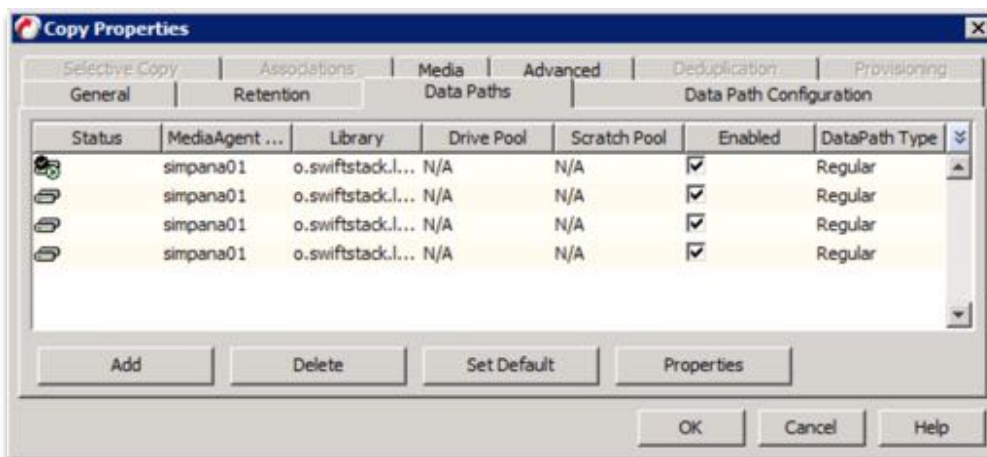 Copy Properties
Selective Copy Associations Media Advanced Deduplication Provisioning
General Retention Data Paths Data Path Configuration
Status MediaAgent ... Library Drive Pool Scratch Pool Enabled DataPath Type
simpana01 o.swiftstack.l... N/A N/A Regular
simpana01 o.swiftstack.l... N/A N/A Regular
simpana01 o.swiftstack.l... N/A N/A Regular
simpana01 o.swiftstack.l... N/A N/A Regular
Add Delete Set Default Properties
OK Cancel Help